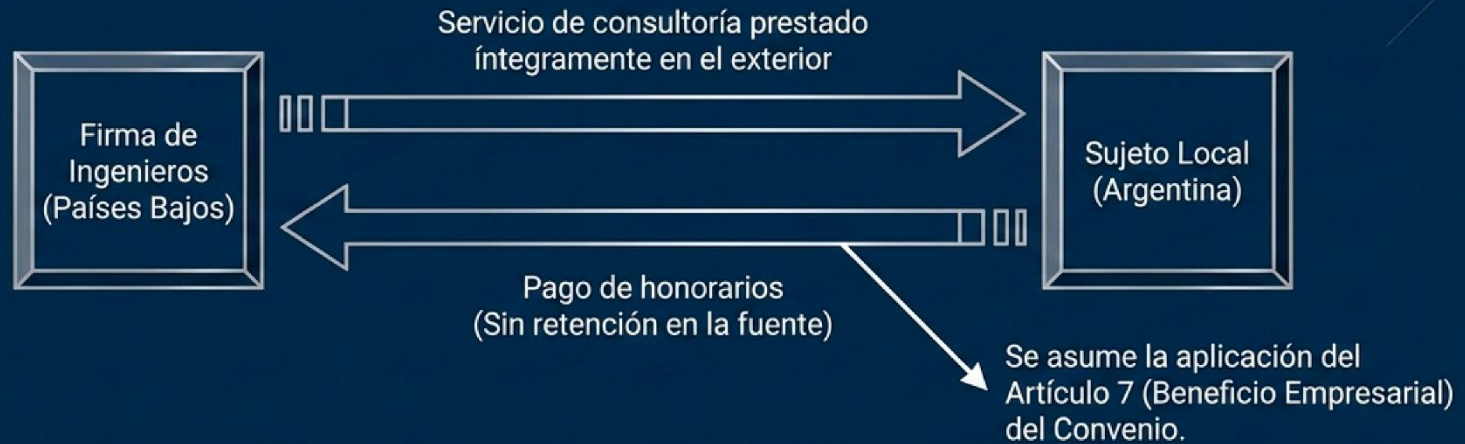 Servicio de consultoría prestado
íntegramente en el exterior
Firma de
Ingenieros
(Países Bajos)
Sujeto Local
(Argentina)
Pago de honorarios
(Sin retención en la fuente)
Se asume la aplicación del
Artículo 7 (Beneficio Empresarial)
del Convenio.